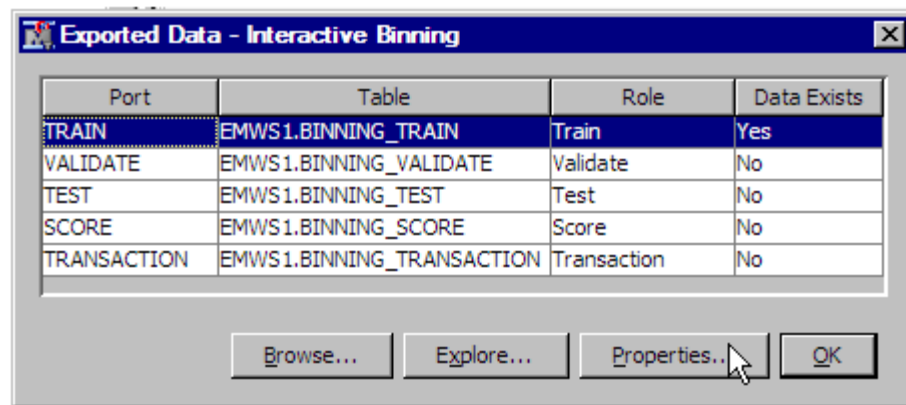 Exported Data - Interactive Binning
Port Table Role Data Exists
TRAIN EMWS1.BINNING_TRAIN Train Yes
VALIDATE EMWS1.BINNING_VALIDATE Validate No
TEST EMWS1.BINNING_TEST Test No
SCORE EMWS1.BINNING_SCORE Score No
TRANSACTION EMWS1.BINNING_TRANSACTION Transaction No
Browse... Explore... Properties... OK